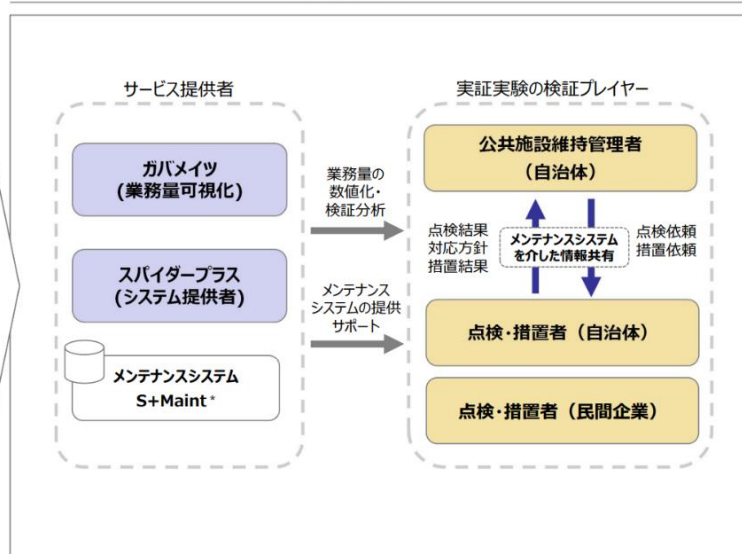 サービス提供者
ガバメイツ
(業務量可視化)
スパイダープラス
(システム提供者)
メンテナンスシステム
S+Maint *
業務量の
数値化・
検証分析
メンテナンス
システムの提供
サポート
実証実験の検証プレイヤー
公共施設維持管理者
(自治体)
点検結果
対応方針
措置結果
メンテナンスシステム
を介した情報共有
点検依頼
措置依頼
点検・措置者（自治体）
点検・措置者（民間企業）